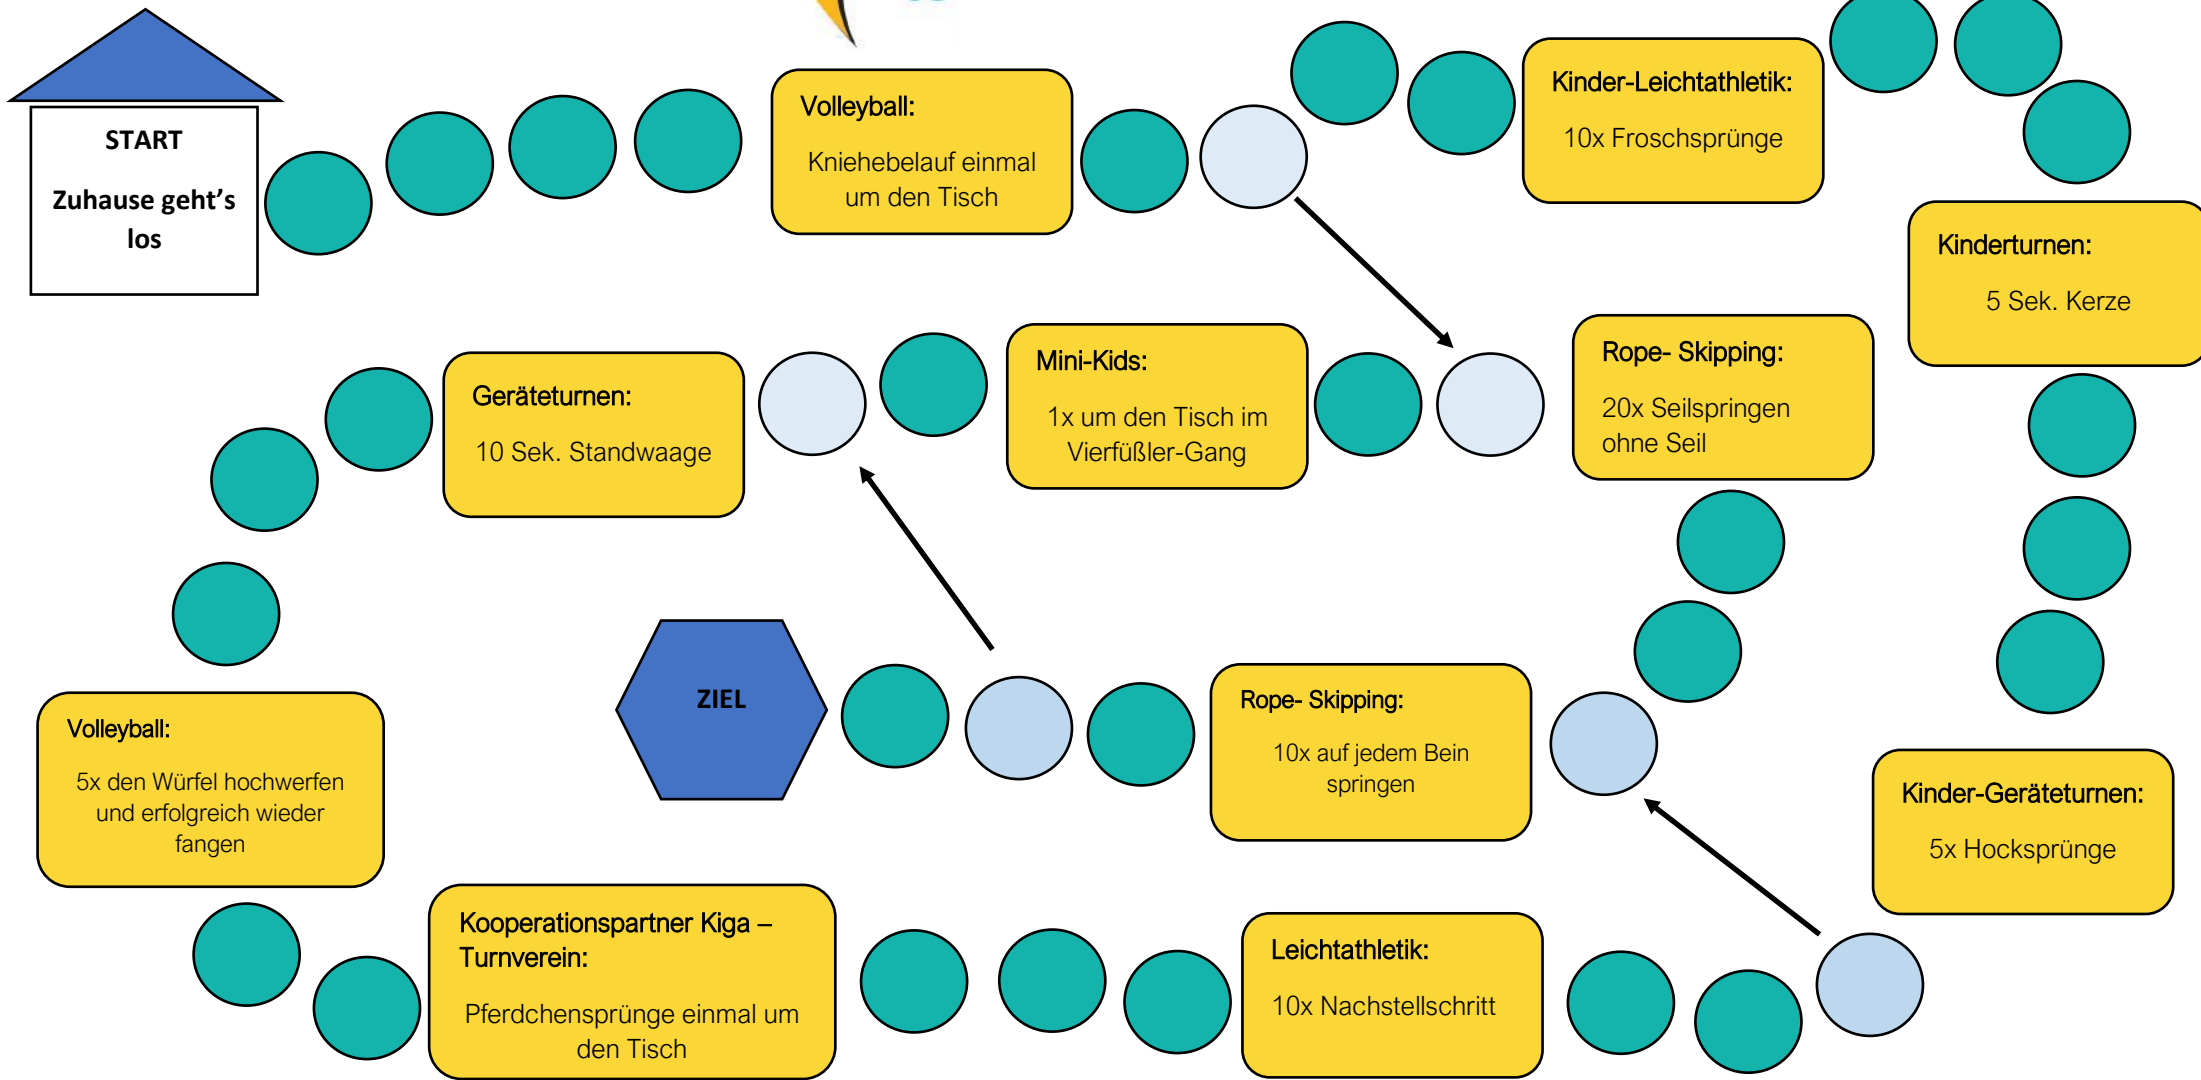 START
Zuhause geht's
los
Volleyball:
Kniehebelauf einmal
um den Tisch
Kinder-Leichtathletik:
10x Froschsprünge
Kinderturnen:
5 Sek. Kerze
Geräteturnen:
10 Sek. Standwaage
Mini-Kids:
1x um den Tisch im
Vierfüßler-Gang
Rope- Skipping:
20x Seilspringen
ohne Seil
Volleyball:
5x den Würfel hochwerfen
und erfolgreich wieder
fangen
ZIEL
Rope- Skipping:
10x auf jedem Bein
springen
Kinder-Geräteturnen:
5x Hocksprünge
Kooperationspartner Kiga –
Turnverein:
Pferdchensprünge einmal um
den Tisch
Leichtathletik:
10x Nachstellschritt